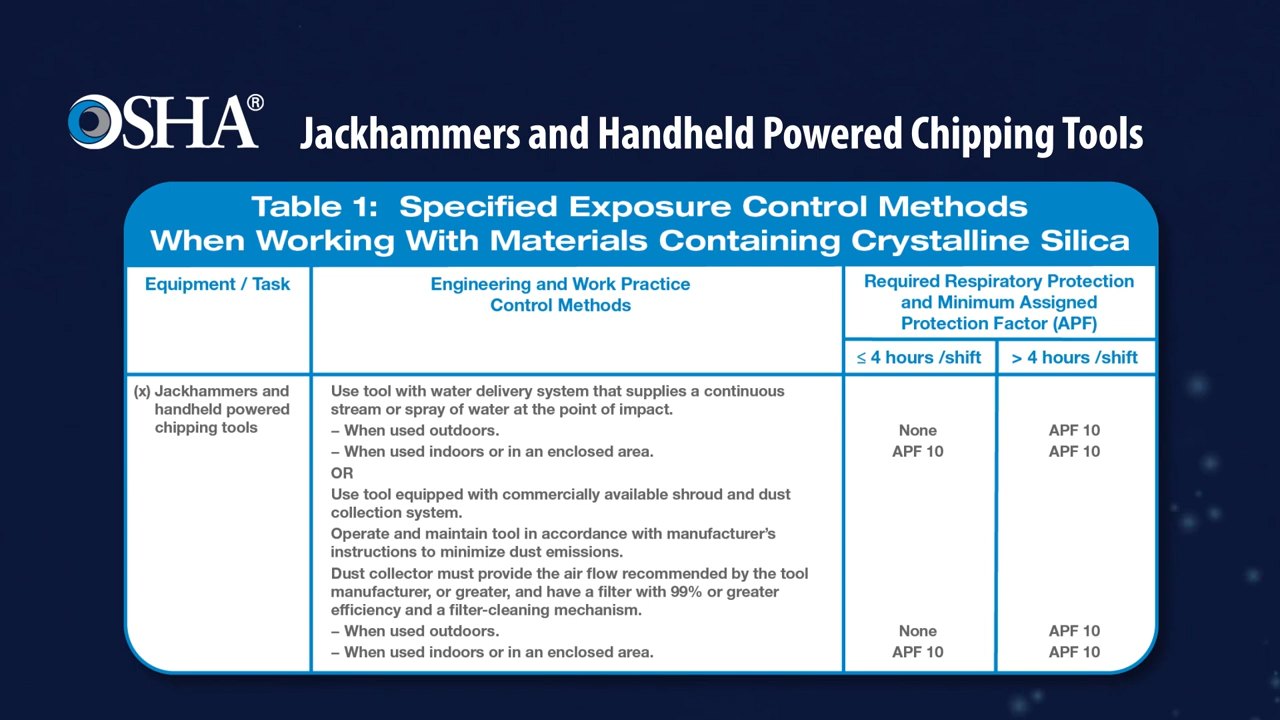 OSHA®
Jackhammers and Handheld Powered Chipping Tools
Table 1: Specified Exposure Control Methods
When Working With Materials Containing Crystalline Silica
Equipment / Task
Engineering and Work Practice
Control Methods
Required Respiratory Protection
and Minimum Assigned
Protection Factor (APF)
≤ 4 hours /shift
> 4 hours /shift
(x) Jackhammers and
handheld powered
chipping tools
Use tool with water delivery system that supplies a continuous
stream or spray of water at the point of impact.
– When used outdoors.
None
APF 10
– When used indoors or in an enclosed area.
APF 10
APF 10
OR
Use tool equipped with commercially available shroud and dust
collection system.
Operate and maintain tool in accordance with manufacturer's
instructions to minimize dust emissions.
Dust collector must provide the air flow recommended by the tool
manufacturer, or greater, and have a filter with 99% or greater
efficiency and a filter-cleaning mechanism.
– When used outdoors.
None
APF 10
– When used indoors or in an enclosed area.
APF 10
APF 10